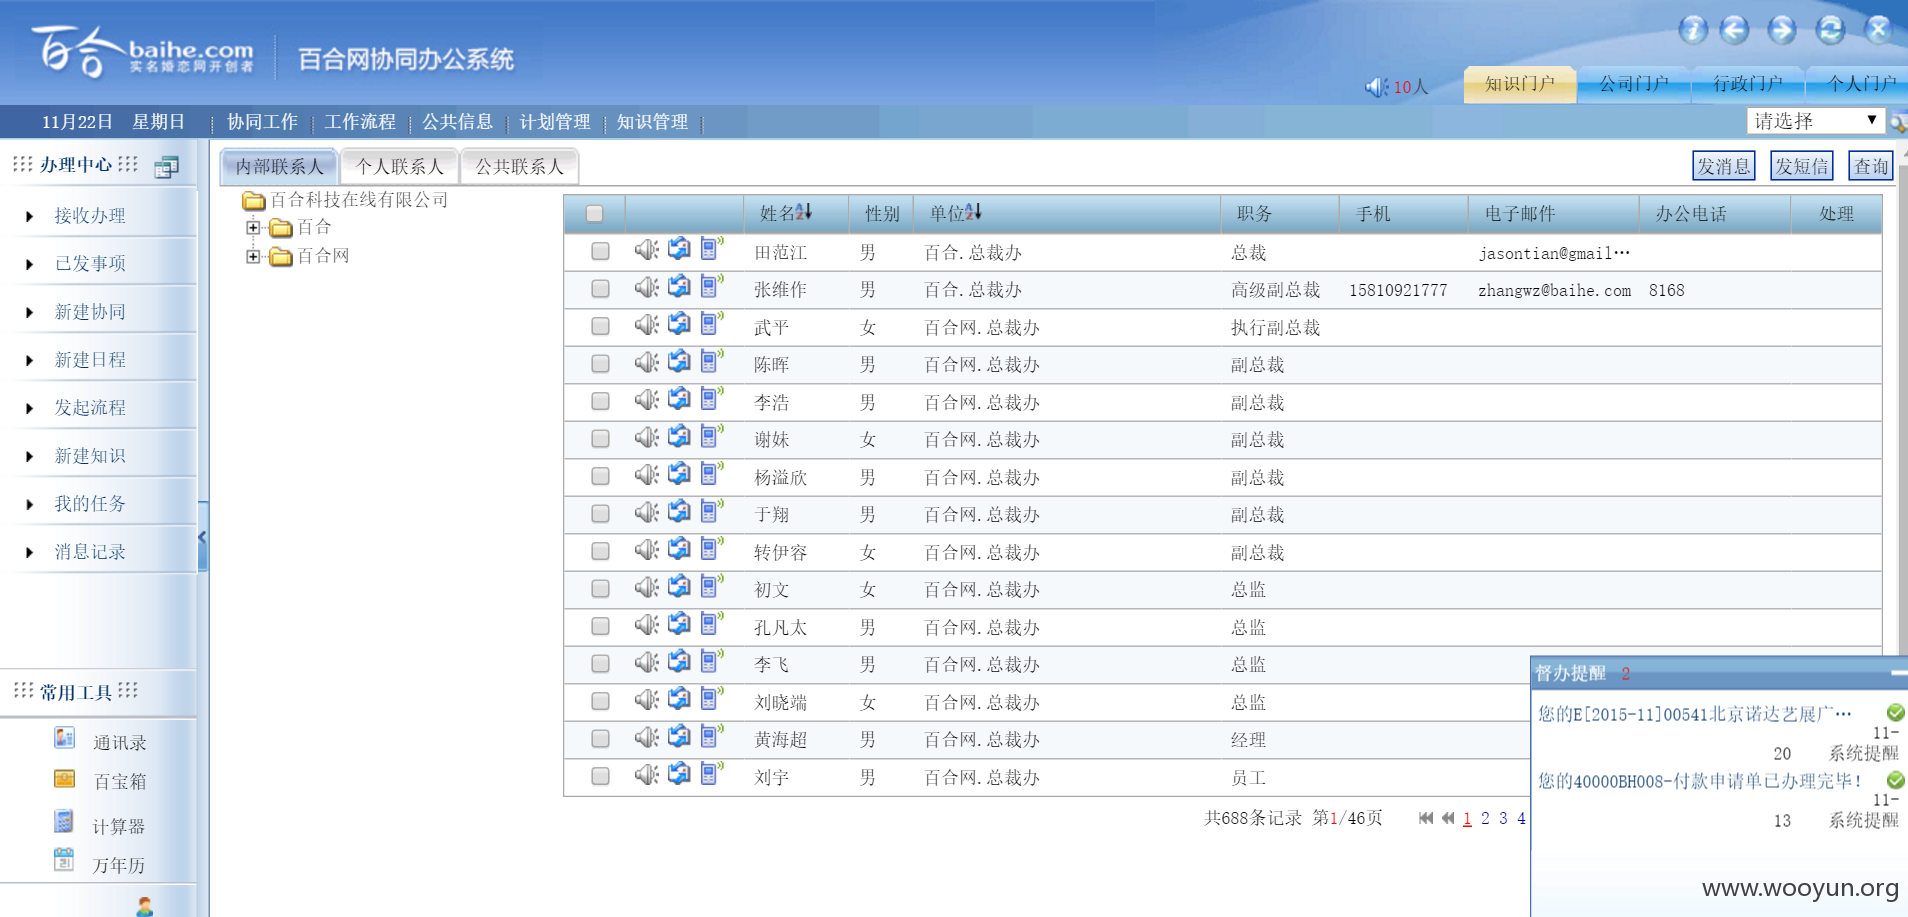 百合 baihe.com
实名婚恋网开创者
百合网协同办公系统
10人
知识门户 公司门户 行政门户 个人门户
11月22日 星期日 协同工作 工作流程 公共信息 计划管理 知识管理
请选择
办理中心
接收办理
已发事项
新建协同
新建日程
发起流程
新建知识
我的任务
消息记录
常用工具
通讯录
百宝箱
计算器
万年历
内部联系人 个人联系人 公共联系人
发消息 发短信 查询
百合科技在线有限公司
百合
百合网
姓名 性别 单位 职务 手机 电子邮件 办公电话 处理
田范江 男 百合.总裁办 总裁 jasontian@gmail…
张维作 男 百合.总裁办 高级副总裁 15810921777 zhangwz@baihe.com 8168
武平 女 百合网.总裁办 执行副总裁
陈晖 男 百合网.总裁办 副总裁
李浩 男 百合网.总裁办 副总裁
谢妹 女 百合网.总裁办 副总裁
杨溢欣 男 百合网.总裁办 副总裁
于翔 男 百合网.总裁办 副总裁
转伊容 女 百合网.总裁办 副总裁
初文 女 百合网.总裁办 总监
孔凡太 男 百合网.总裁办 总监
李飞 男 百合网.总裁办 总监
刘晓端 女 百合网.总裁办 总监
黄海超 男 百合网.总裁办 经理
刘宇 男 百合网.总裁办 员工
共688条记录 第1/46页 1 2 3 4
督办提醒 2
您的E[2015-11]00541北京诺达艺展广…
11-
20 系统提醒
您的40000BH008-付款申请单已办理完毕!
11-
13 系统提醒
www.wooyun.org